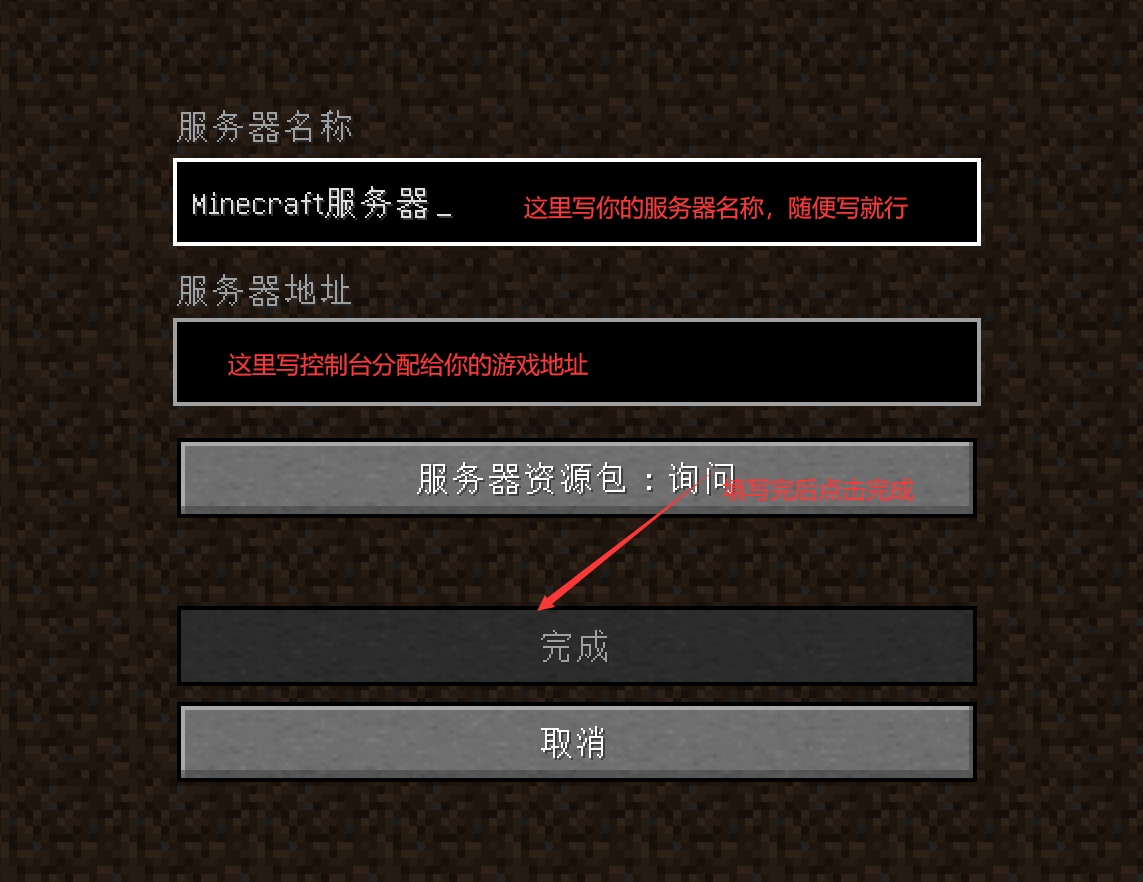 服务器名称
Minecraft服务器_ 这里写你的服务器名称，随便写就行
服务器地址
这里写控制台分配给你的游戏地址
服务器资源包：询问
填写完后点击完成
完成
取消